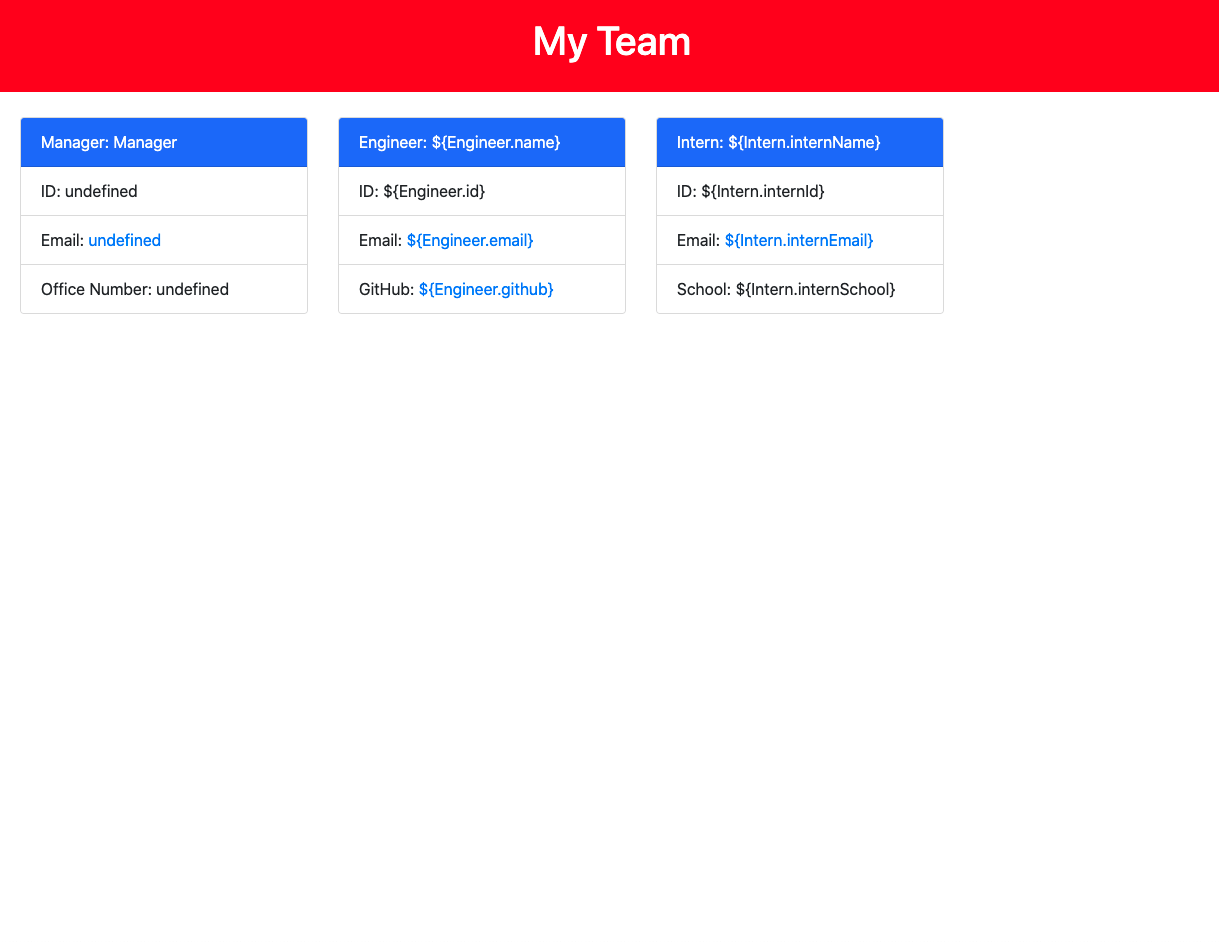 My Team
Manager: Manager
ID: undefined
Email: undefined
Office Number: undefined
Engineer: ${Engineer.name}
ID: ${Engineer.id}
Email: ${Engineer.email}
GitHub: ${Engineer.github}
Intern: ${Intern.internName}
ID: ${Intern.internId}
Email: ${Intern.internEmail}
School: ${Intern.internSchool}